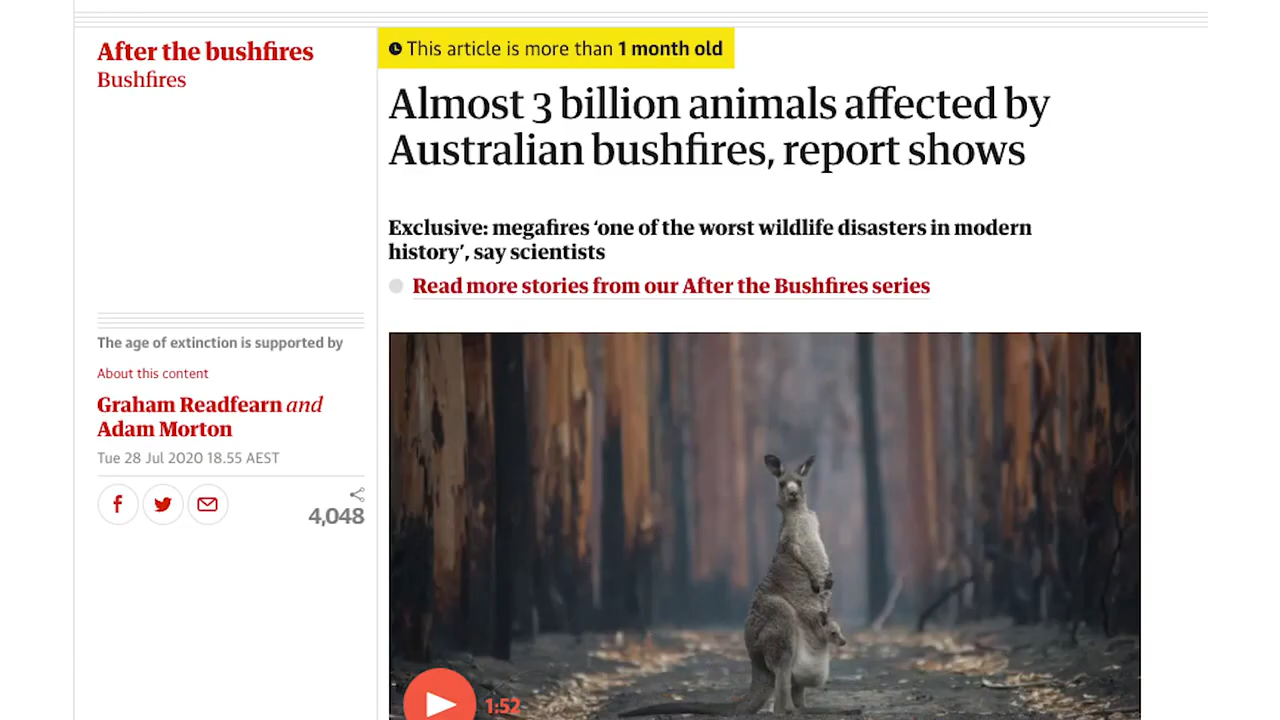 After the bushfires
Bushfires
This article is more than 1 month old
Almost 3 billion animals affected by
Australian bushfires, report shows
Exclusive: megafires ‘one of the worst wildlife disasters in modern
history’, say scientists
Read more stories from our After the Bushfires series
The age of extinction is supported by
About this content
Graham Readfearn and
Adam Morton
Tue 28 Jul 2020 18.55 AEST
4,048
1:52